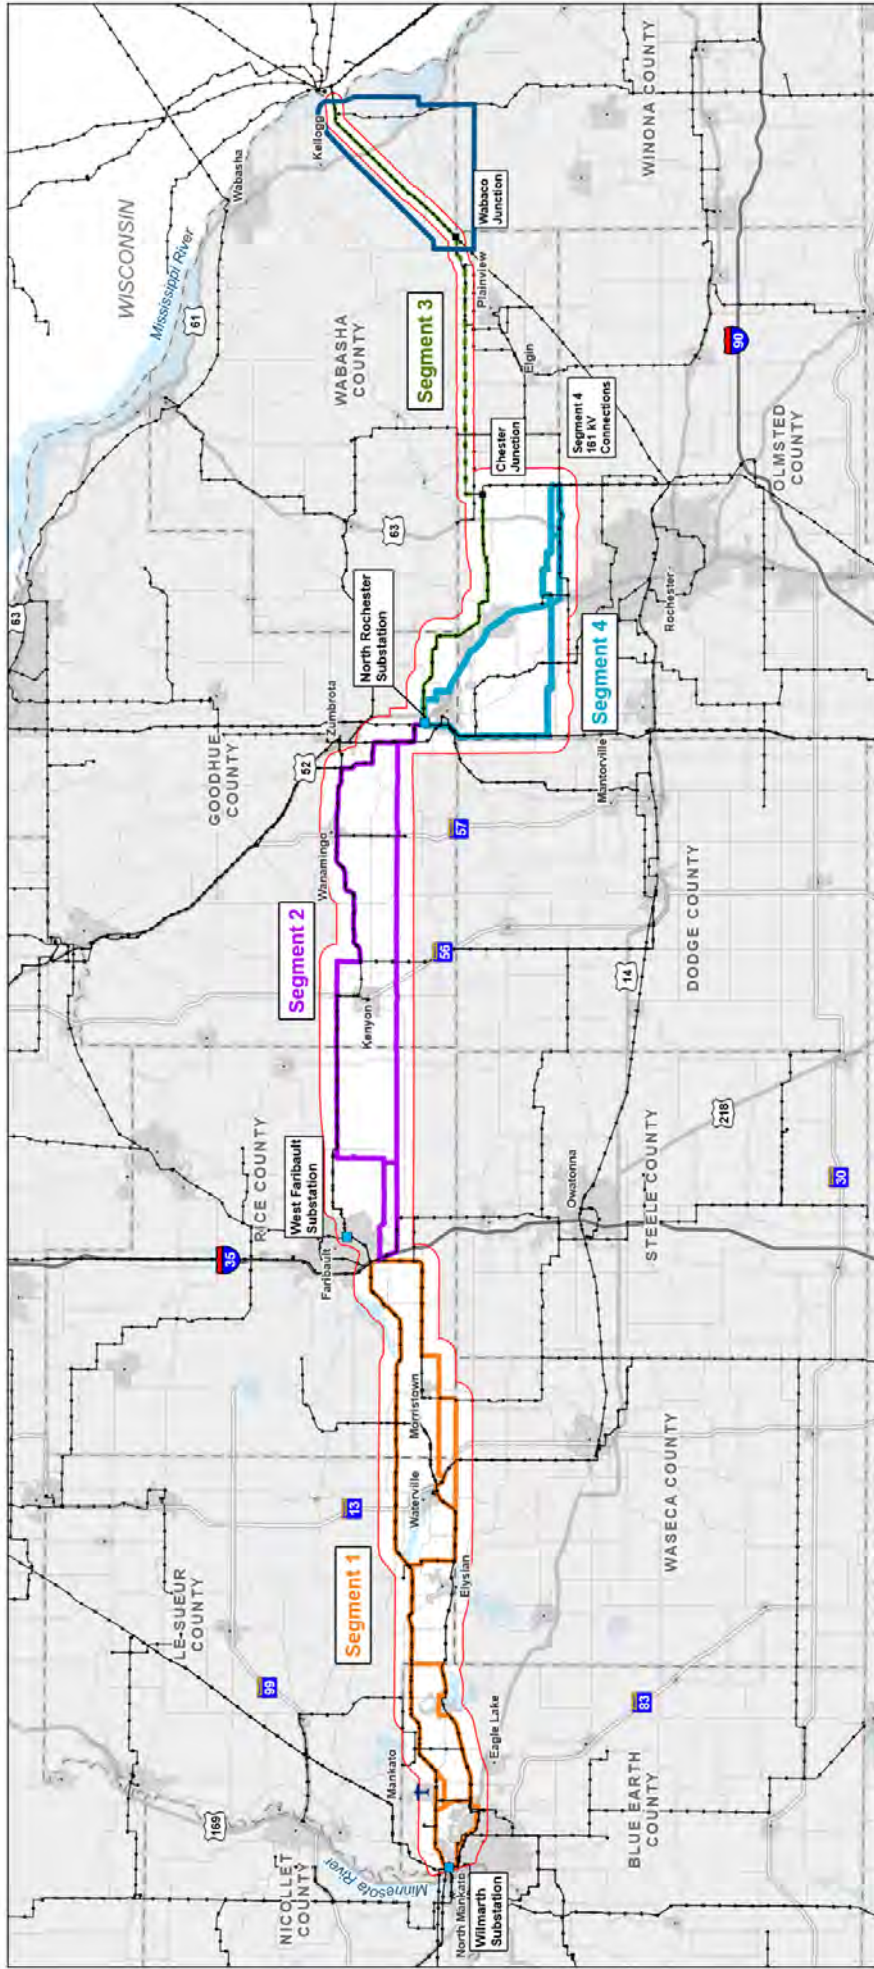 WISCONSIN
Mississippi River
61
63
63
WABASHA
COUNTY
Wabasha
Kellogg
Segment 3
Wabaco
Junction
Plainview
Elgin
Chester
Junction
Segment 4
161 kV
Connections
WINONA COUNTY
90
OLMSTED
COUNTY
Rochester
North Rochester
Substation
Segment 4
Zumbrota
GOODHUE
COUNTY
52
Wanamingo
Segment 2
Kenyon
57
56
Mantorville
DODGE COUNTY
14
RICE COUNTY
West Faribault
Substation
35
Faribault
Owatonna
STEELE COUNTY
218
30
Morristown
Waterville
13
Segment 1
Elysian
WASECA COUNTY
LE-SUEUR
COUNTY
99
83
Mankato
Eagle Lake
169
NICOLLET
COUNTY
Minnesota River
North Mankato
Wilmarth
Substation
BLUE EARTH
COUNTY